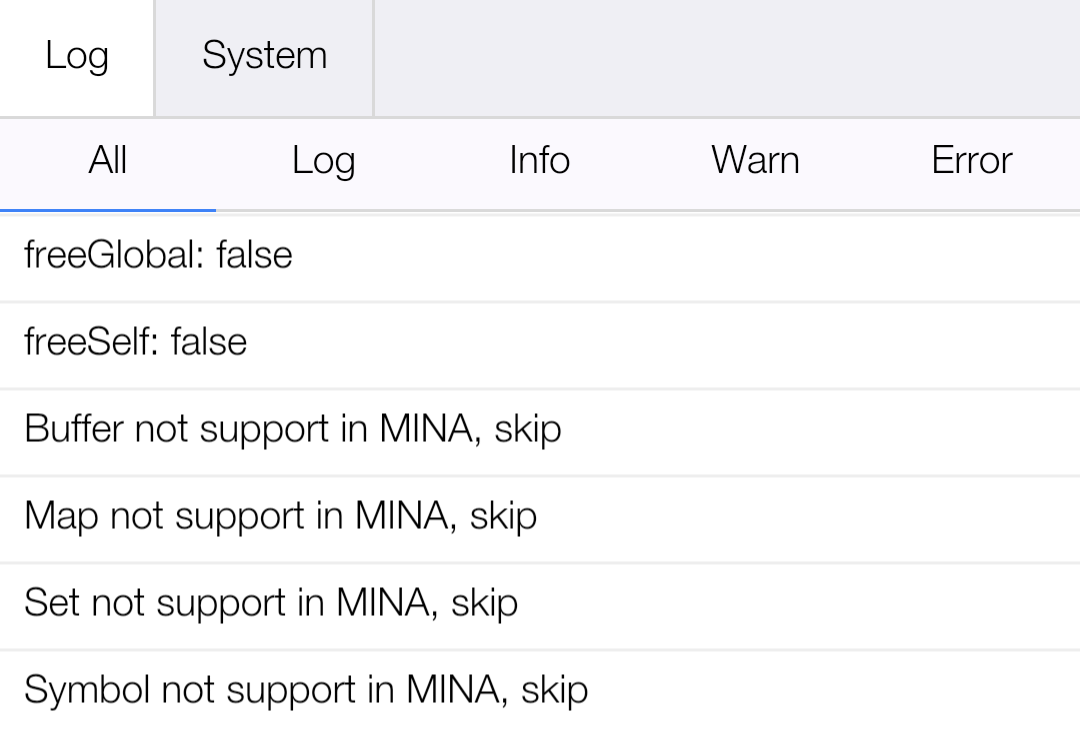 Log System
All Log Info Warn Error
freeGlobal: false
freeSelf: false
Buffer not support in MINA, skip
Map not support in MINA, skip
Set not support in MINA, skip
Symbol not support in MINA, skip